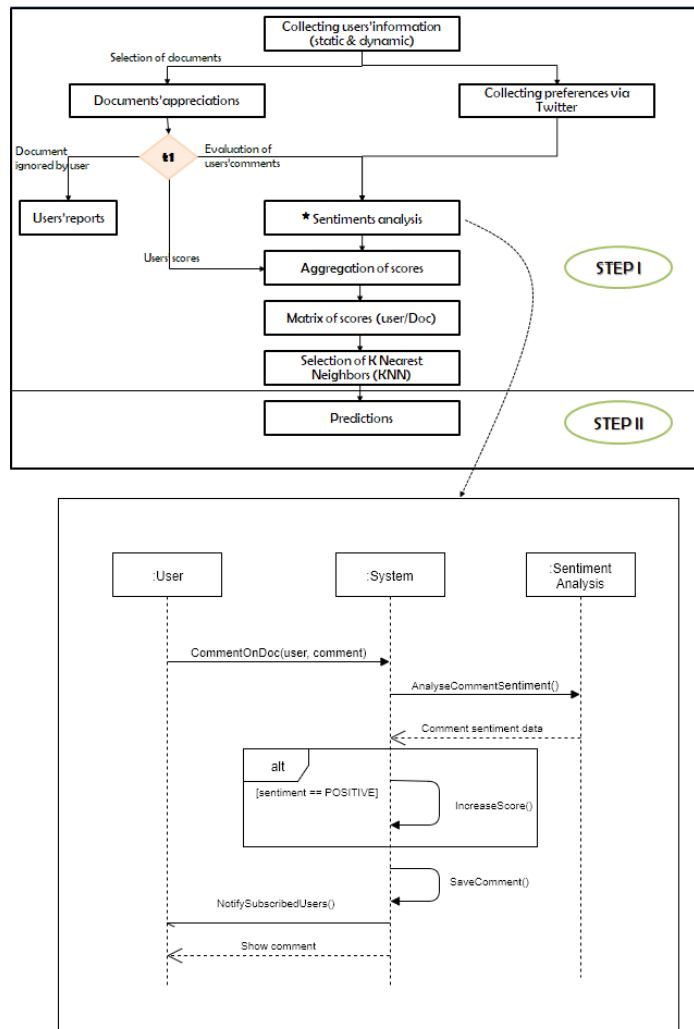 Collecting users'information
(static & dynamic)
Selection of documents
Documents'appreciations
Collecting preferences via
Twitter
Document
ignored by user
t1
Evaluation of
users'comments
Users'reports
* Sentiments analysis
Users scores
Aggregation of scores
STEP I
Matrix of scores (user/Doc)
Selection of K Nearest
Neighbors (KNN)
Predictions
STEP II
:User
:System
:Sentiment
Analysis
CommentOnDoc(user, comment)
AnalyseCommentSentiment()
Comment sentiment data
alt
[sentiment == POSITIVE]
IncreaseScore()
SaveComment()
NotifySubscribedUsers()
Show comment